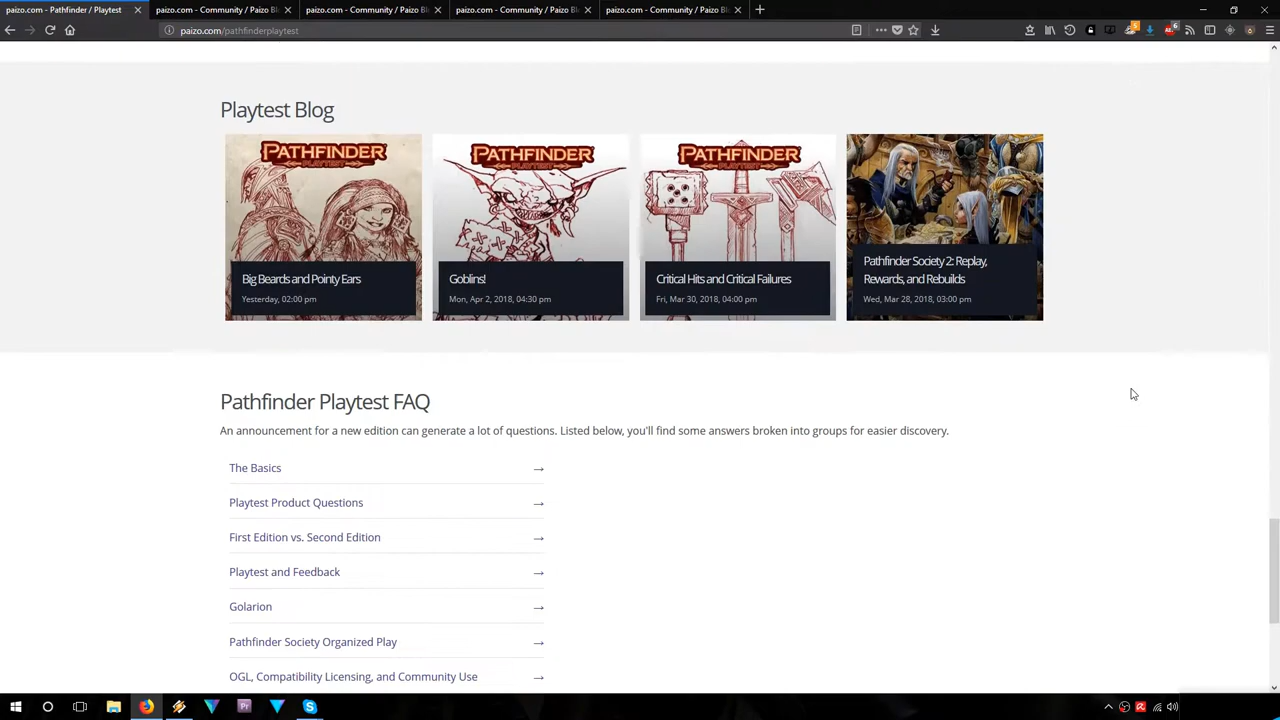 paizo.com - Pathfinder / Playtest
paizo.com - Community / Paizo Bl
paizo.com - Community / Paizo Bl
paizo.com - Community / Paizo Bl
paizo.com - Community / Paizo Bl
paizo.com/pathfinderplaytest
Playtest Blog
PATHFINDER
PLAYTEST
Big Beards and Pointy Ears
Yesterday, 02:00 pm
PATHFINDER
PLAYTEST
Goblins!
Mon, Apr 2, 2018, 04:30 pm
PATHFINDER
PLAYTEST
Critical Hits and Critical Failures
Fri, Mar 30, 2018, 04:00 pm
Pathfinder Society 2: Replay,
Rewards, and Rebuilds
Wed, Mar 28, 2018, 03:00 pm
Pathfinder Playtest FAQ
An announcement for a new edition can generate a lot of questions. Listed below, you'll find some answers broken into groups for easier discovery.
The Basics →
Playtest Product Questions →
First Edition vs. Second Edition →
Playtest and Feedback →
Golarion →
Pathfinder Society Organized Play →
OGL, Compatibility Licensing, and Community Use →
Pr